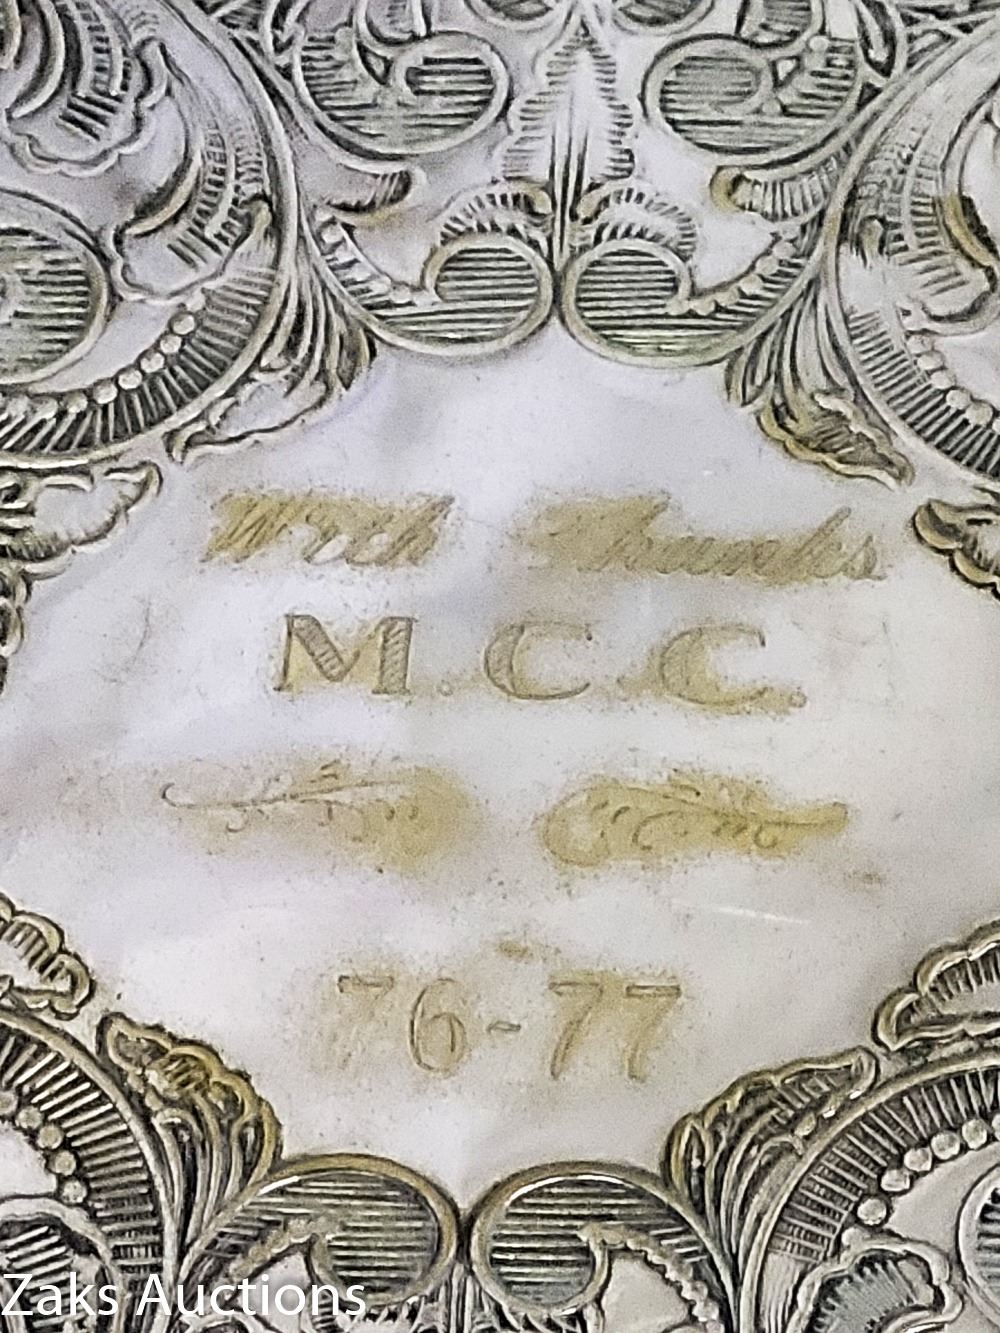 With Thanks
M.C.C.
76-77
Zaks Auctions